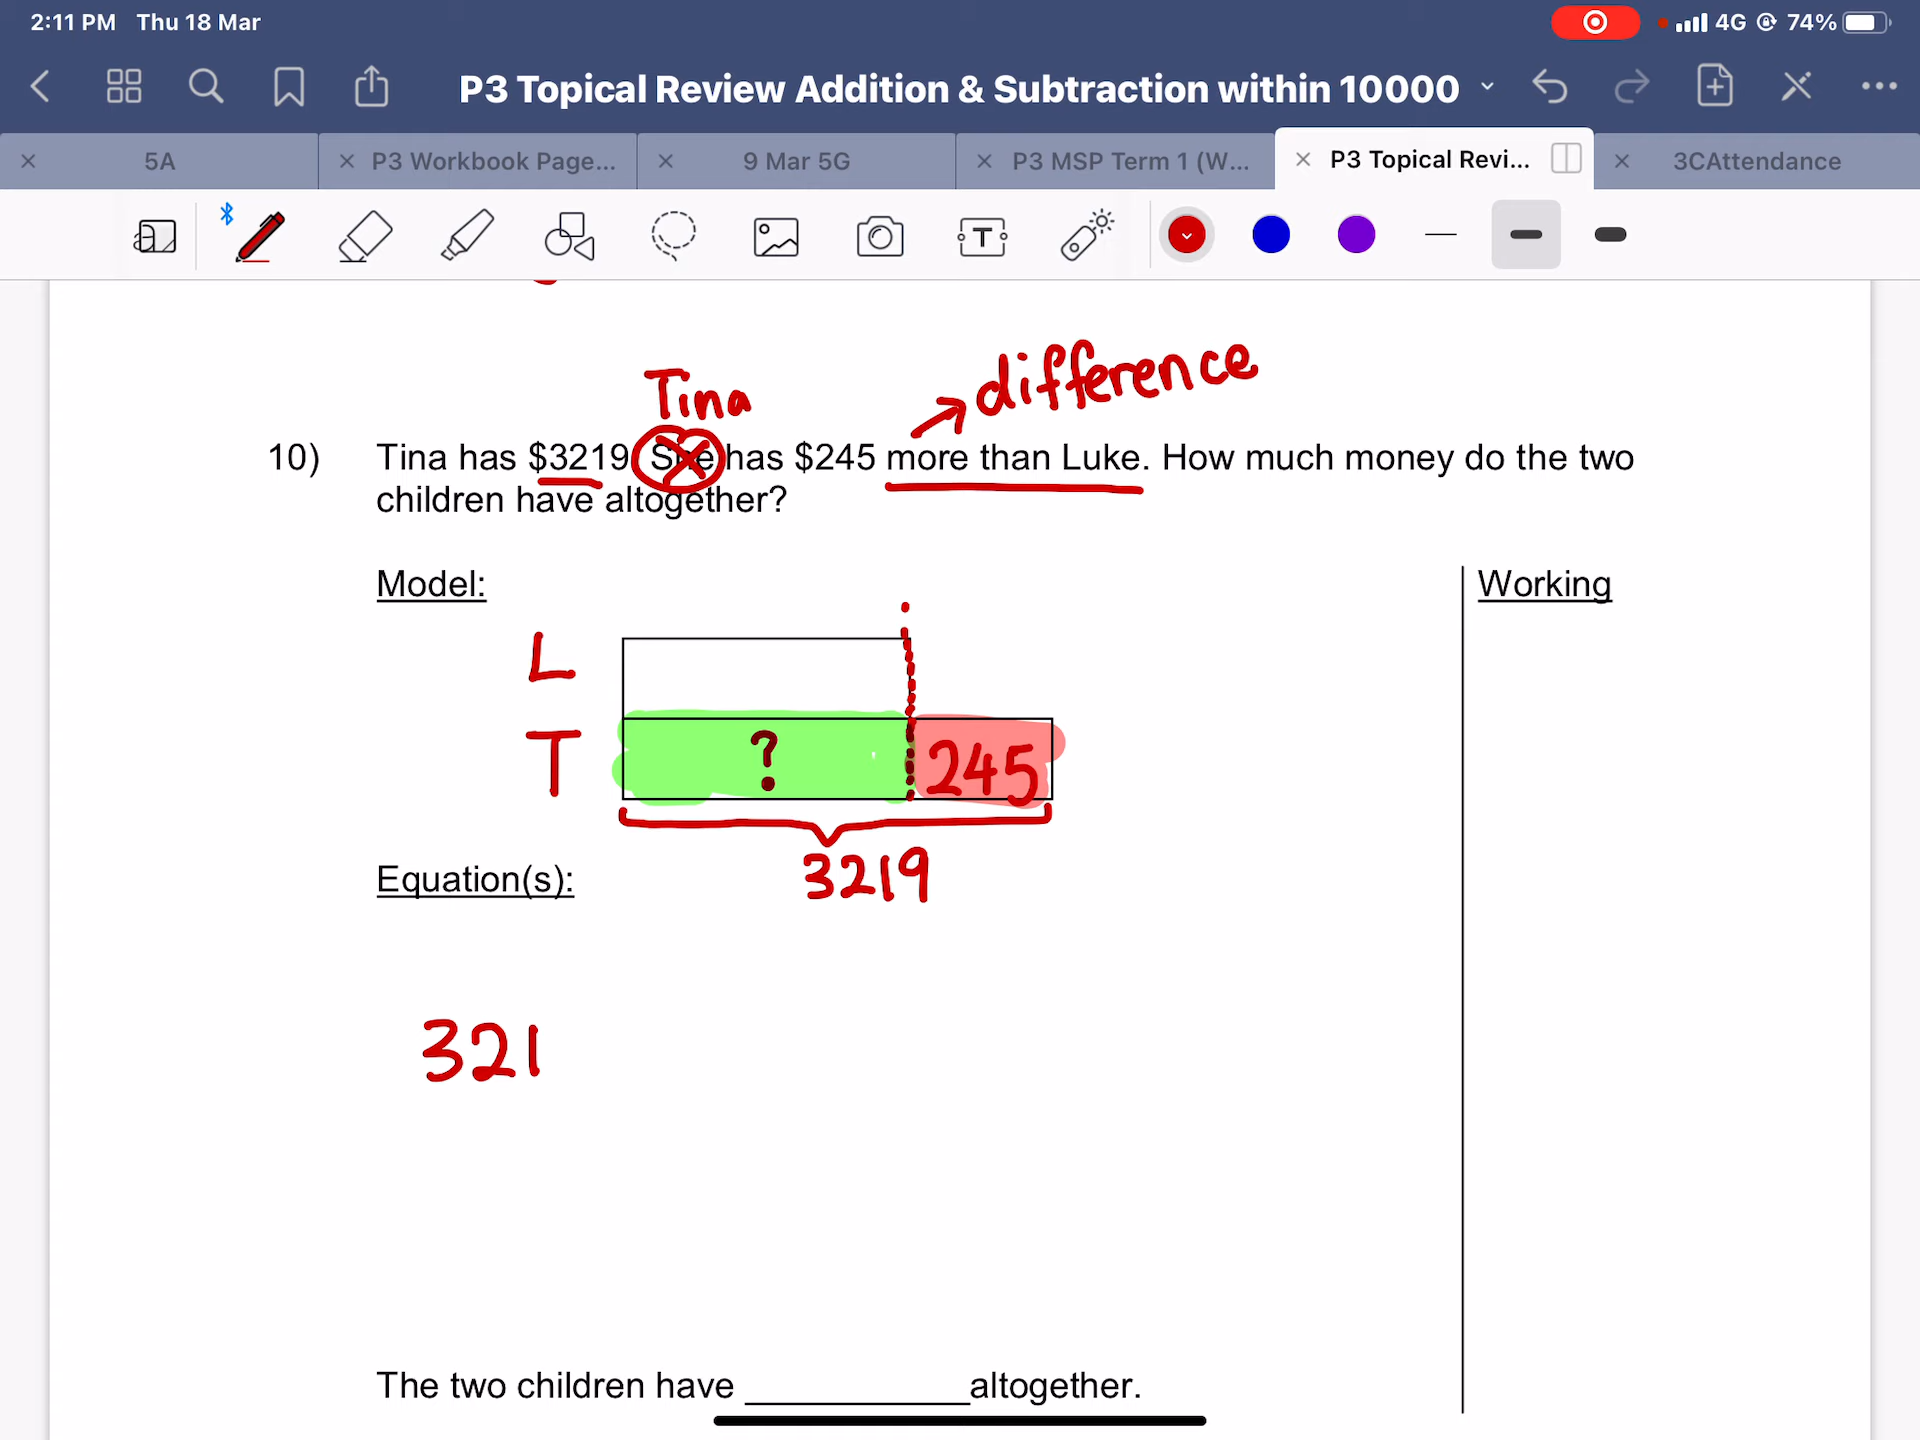 2:11 PM Thu 18 Mar 4G 74%
P3 Topical Review Addition & Subtraction within 10000
5A P3 Workbook Page... 9 Mar 5G P3 MSP Term 1 (W... P3 Topical Revi... 3CAttendance
Tina difference
10) Tina has $3219. She has $245 more than Luke. How much money do the two
children have altogether?
Model: Working
L
T ? 245
3219
Equation(s):
321
The two children have __________ altogether.